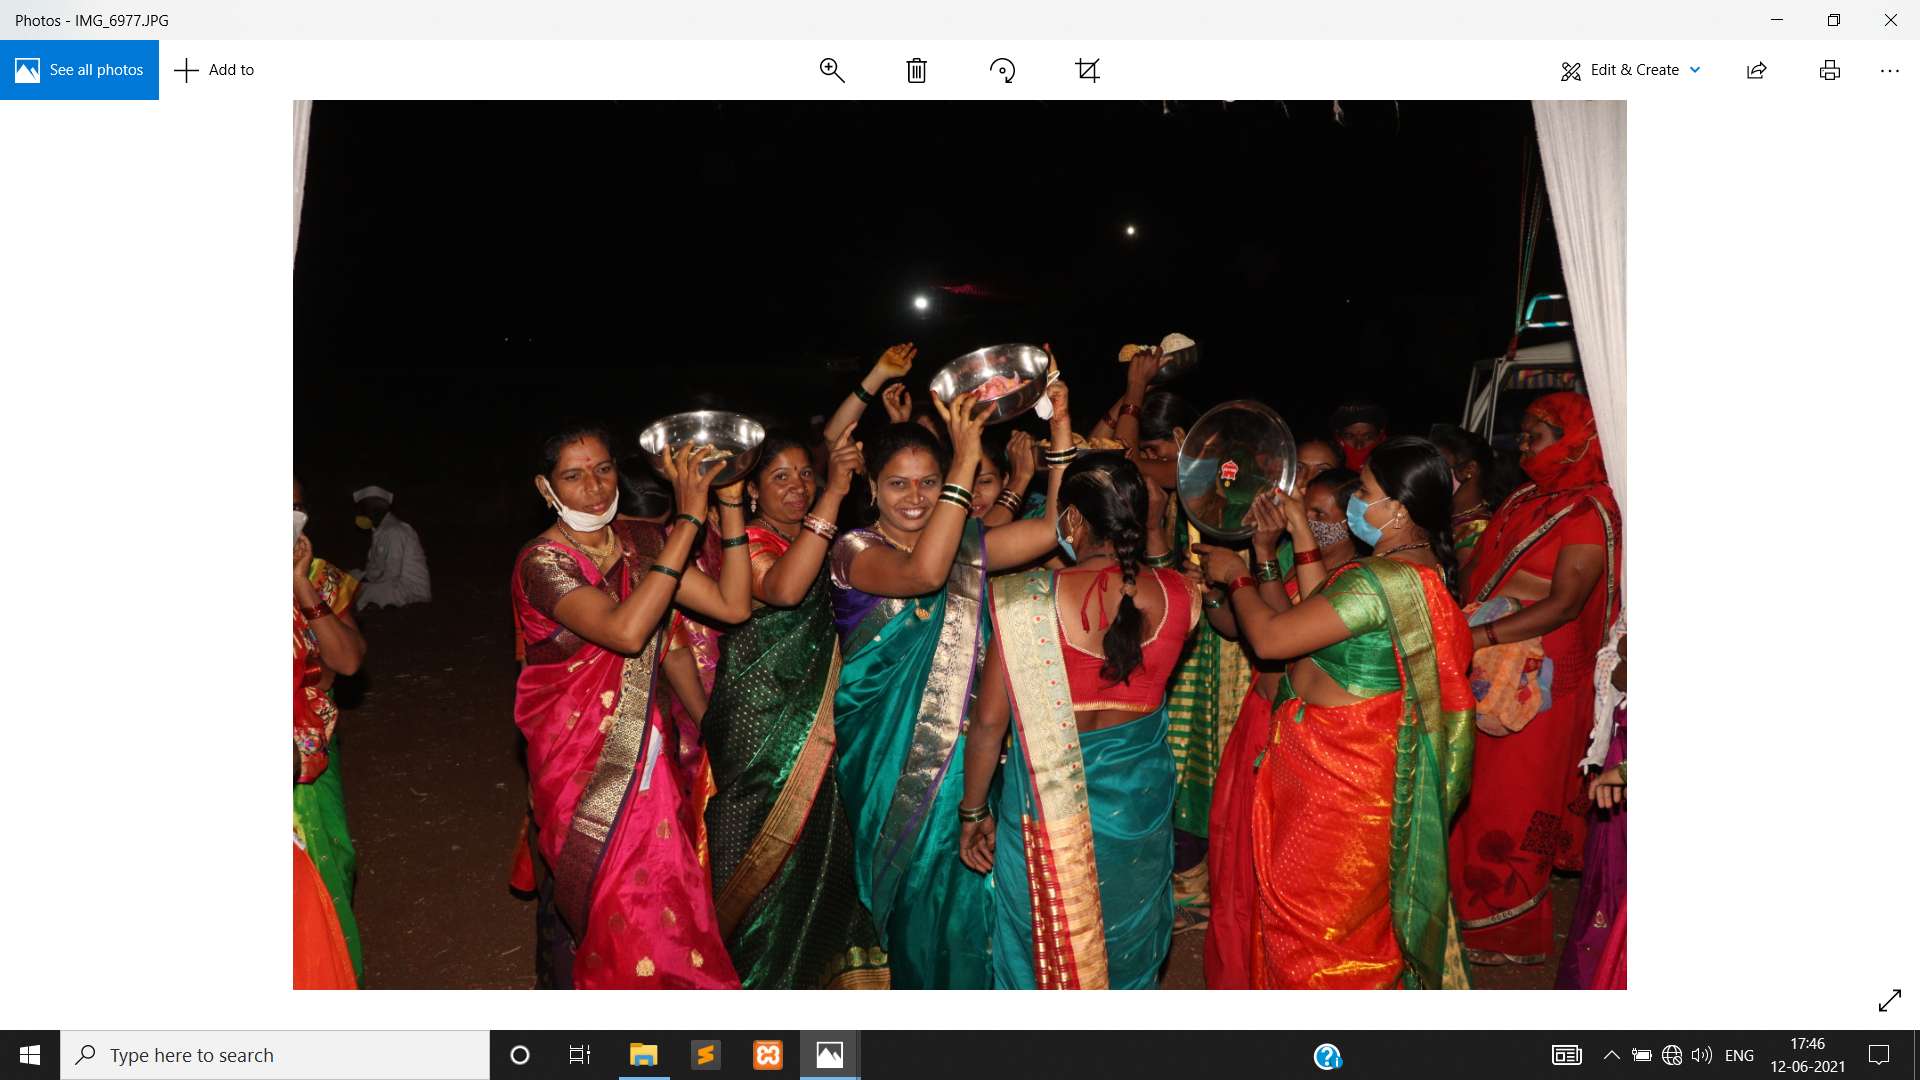 Photos - IMG_6977.JPG
See all photos
Add to
Edit & Create
Type here to search
ENG
17:46
12-06-2021